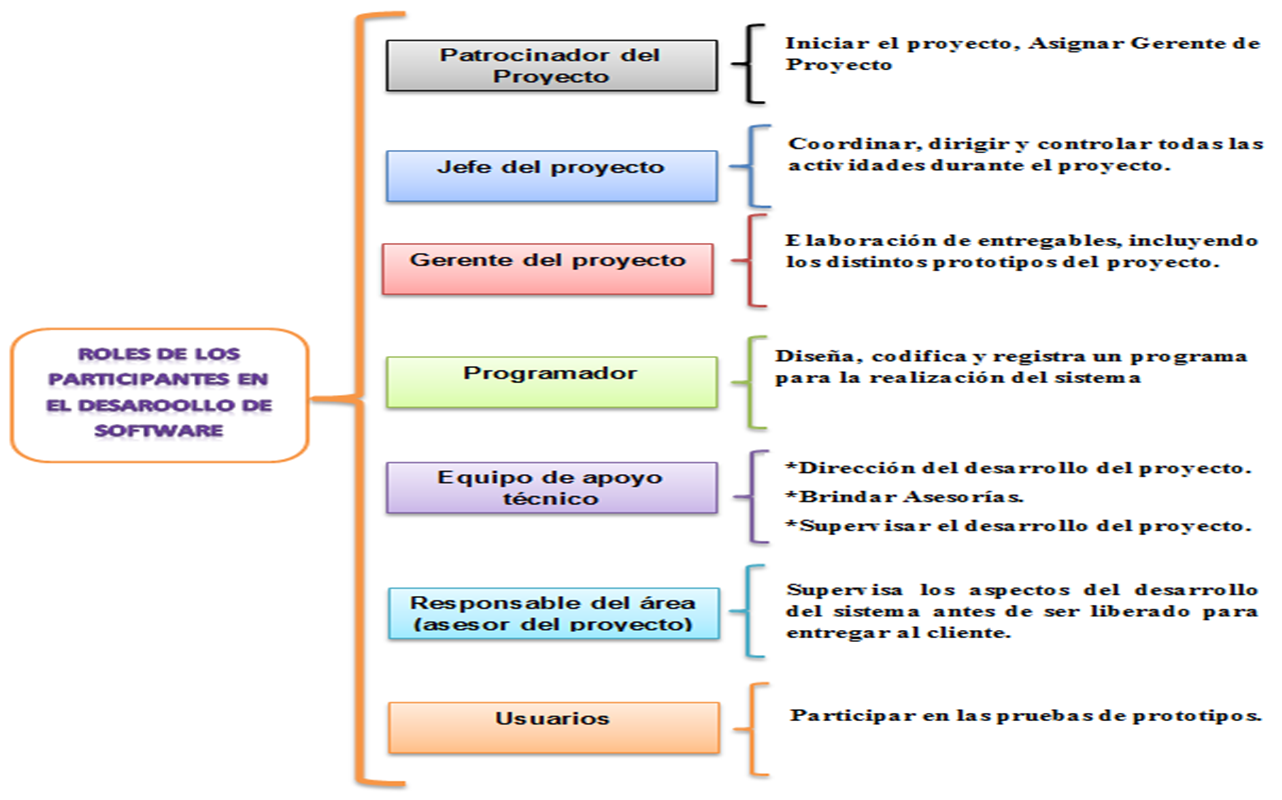 ROLES DE LOS
PARTICIPANTES EN
EL DESAROOLLO DE
SOFTWARE
Patrocinador del
Proyecto
Iniciar el proyecto, Asignar Gerente de
Proyecto
Jefe del proyecto
Coordinar, dirigir y controlar todas las
actividades durante el proyecto.
Gerente del proyecto
Elaboración de entregables, incluyendo
los distintos prototipos del proyecto.
Programador
Diseña, codifica y registra un programa
para la realización del sistema
Equipo de apoyo
técnico
*Dirección del desarrollo del proyecto.
*Brindar Asesorías.
*Supervisar el desarrollo del proyecto.
Responsable del área
(asesor del proyecto)
Supervisa los aspectos del desarrollo
del sistema antes de ser liberado para
entregar al cliente.
Usuarios
Participar en las pruebas de prototipos.